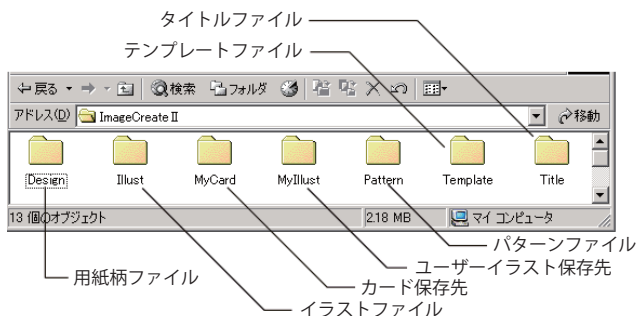 タイトルファイル
テンプレートファイル
戻る 検索 フォルダ
アドレス(D) ImageCreateⅡ 移動
Design Illust MyCard MyIllust Pattern Template Title
13 個のオブジェクト 2.18 MB マイ コンピュータ
パターンファイル
用紙柄ファイル ユーザーイラスト保存先
カード保存先
イラストファイル